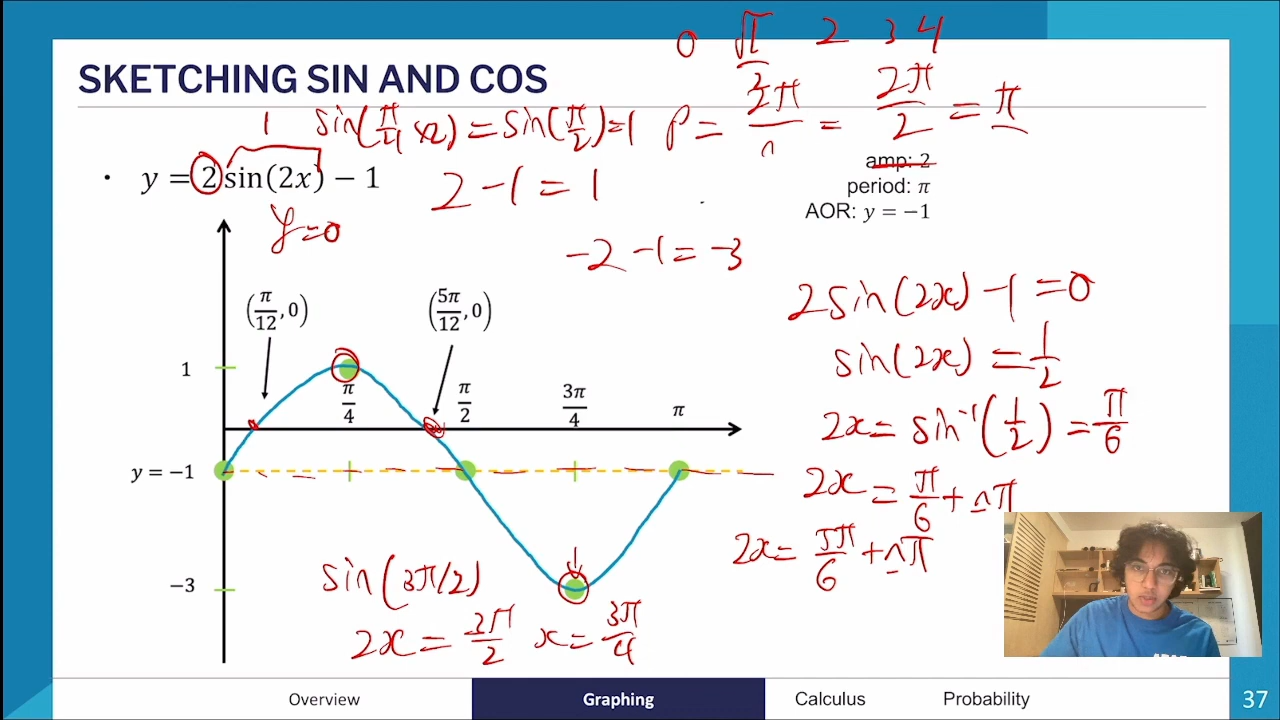 0 π 2 3 4
SKETCHING SIN AND COS
1 sin(π/4 ×2) = sin(π/2) = 1 P = 2π/n = 2π/2 = π
• y = 2sin(2x) − 1
2 − 1 = 1
amp: 2
period: π
AOR: y = −1
y=0
−2 −1 = −3
2sin(2x) − 1 = 0
(π/12, 0) (5π/12, 0)
sin(2x) = 1/2
1
π/4 π/2 3π/4 π
2x = sin⁻¹(1/2) = π/6
y = −1
2x = π/6 + nπ
2x = 5π/6 + nπ
−3
sin(3π/2)
2x = 3π/2 x = 3π/4
Overview Graphing Calculus Probability 37